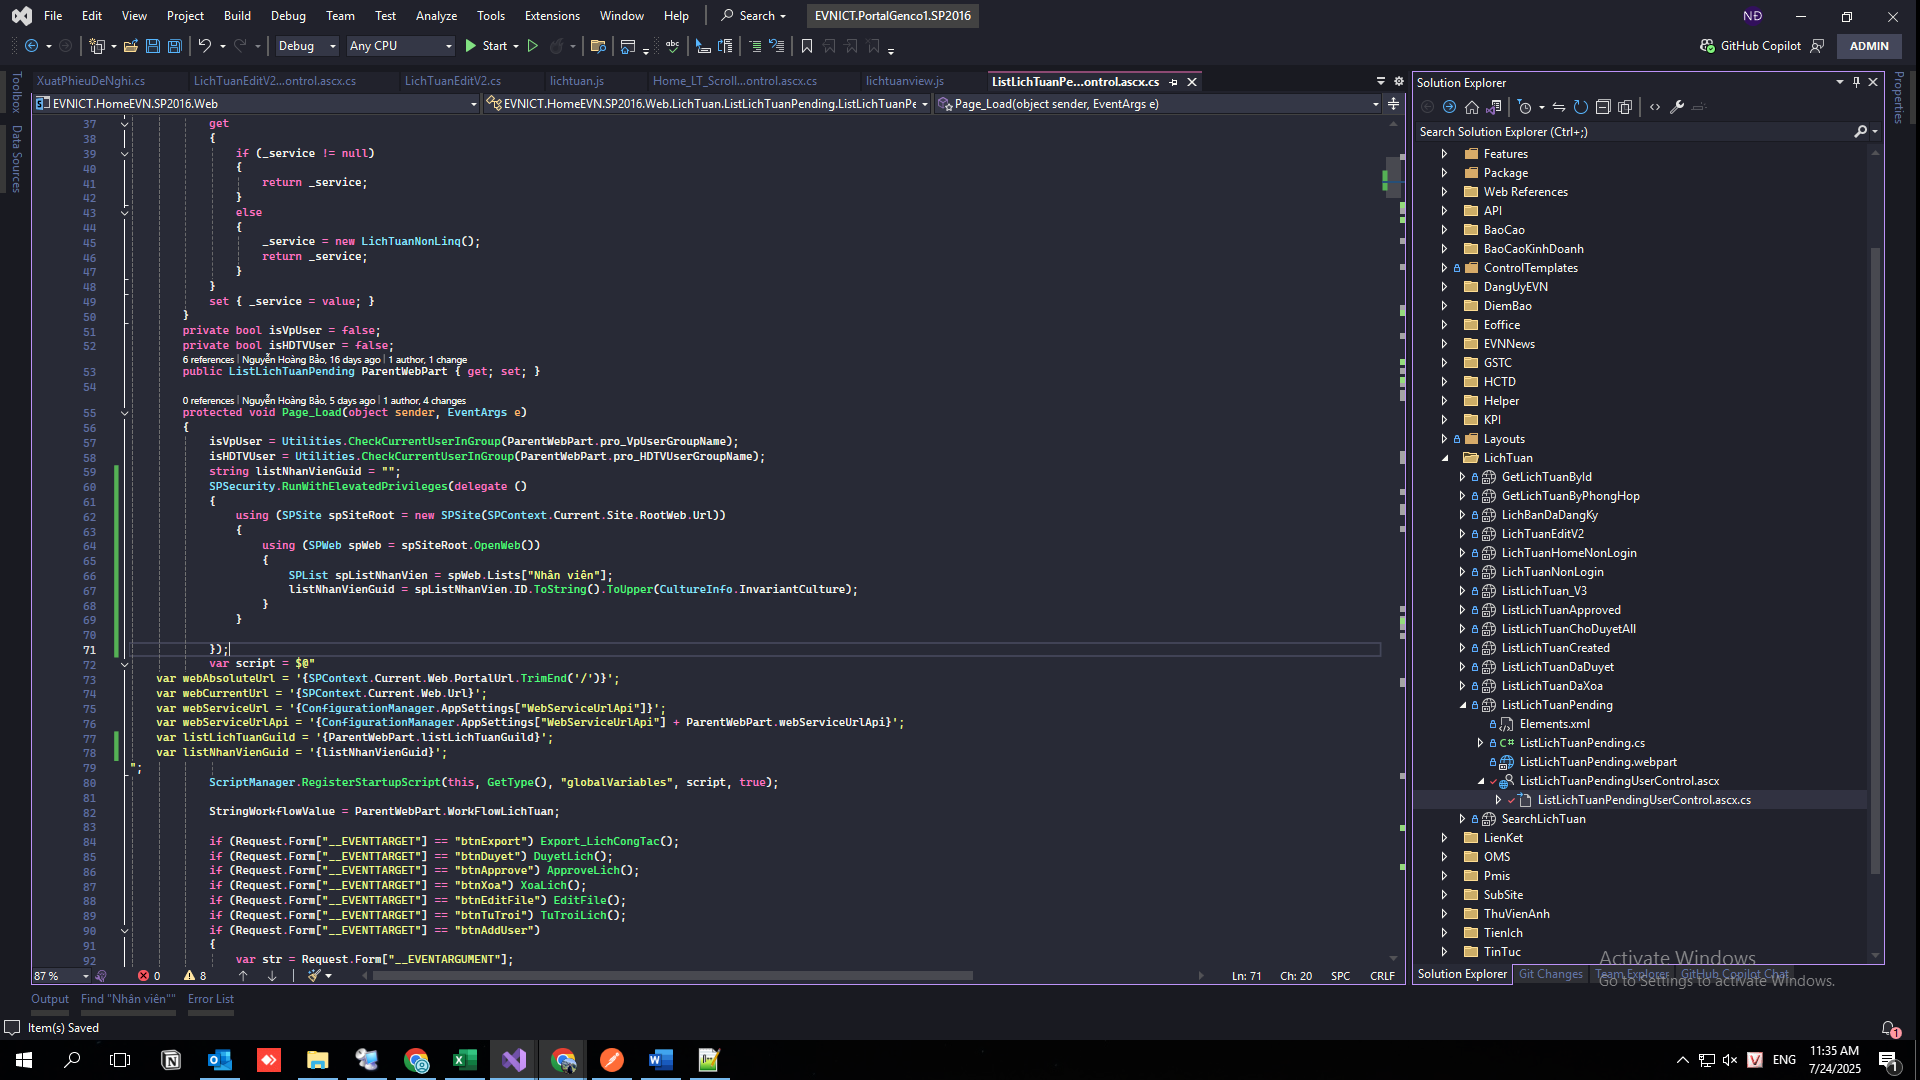 File Edit View Project Build Debug Team Test Analyze Tools Extensions Window Help Search EVNICT.PortalGenco1.SP2016 NĐ
Debug Any CPU Start GitHub Copilot ADMIN
XuatPhieuDeNghi.cs LichTuanEditV2...ontrol.ascx.cs LichTuanEditV2.cs lichtuan.js Home_LT_Scroll...ontrol.ascx.cs lichtuanview.js ListLichTuanPe...ontrol.ascx.cs
EVNICT.HomeEVN.SP2016.Web EVNICT.HomeEVN.SP2016.Web.LichTuan.ListLichTuanPending.ListLichTuanPe Page_Load(object sender, EventArgs e)
Toolbox
Data Sources
37 get
38 {
39 if (_service != null)
40 {
41 return _service;
42 }
43 else
44 {
45 _service = new LichTuanNonLinq();
46 return _service;
47 }
48 }
49 set { _service = value; }
50 }
51 private bool isVpUser = false;
52 private bool isHDTVUser = false;
6 references | Nguyễn Hoàng Bảo, 16 days ago | 1 author, 1 change
53 public ListLichTuanPending ParentWebPart { get; set; }
54
0 references | Nguyễn Hoàng Bảo, 5 days ago | 1 author, 4 changes
55 protected void Page_Load(object sender, EventArgs e)
56 {
57 isVpUser = Utilities.CheckCurrentUserInGroup(ParentWebPart.pro_VpUserGroupName);
58 isHDTVUser = Utilities.CheckCurrentUserInGroup(ParentWebPart.pro_HDTVUserGroupName);
59 string listNhanVienGuid = "";
60 SPSecurity.RunWithElevatedPrivileges(delegate ()
61 {
62 using (SPSite spSiteRoot = new SPSite(SPContext.Current.Site.RootWeb.Url))
63 {
64 using (SPWeb spWeb = spSiteRoot.OpenWeb())
65 {
66 SPList spListNhanVien = spWeb.Lists["Nhân viên"];
67 listNhanVienGuid = spListNhanVien.ID.ToString().ToUpper(CultureInfo.InvariantCulture);
68 }
69 }
70
71 });
72 var script = $@"
73 var webAbsoluteUrl = '{SPContext.Current.Web.PortalUrl.TrimEnd('/')}';
74 var webCurrentUrl = '{SPContext.Current.Web.Url}';
75 var webServiceUrl = '{ConfigurationManager.AppSettings["WebServiceUrlApi"]}';
76 var webServiceUrlApi = '{ConfigurationManager.AppSettings["WebServiceUrlApi"] + ParentWebPart.webServiceUrlApi}';
77 var listLichTuanGuild = '{ParentWebPart.listLichTuanGuild}';
78 var listNhanVienGuid = '{listNhanVienGuid}';
79 ";
80 ScriptManager.RegisterStartupScript(this, GetType(), "globalVariables", script, true);
81
82 StringWorkflowValue = ParentWebPart.WorkFlowLichTuan;
83
84 if (Request.Form["__EVENTTARGET"] == "btnExport") Export_LichCongTac();
85 if (Request.Form["__EVENTTARGET"] == "btnDuyet") DuyetLich();
86 if (Request.Form["__EVENTTARGET"] == "btnApprove") ApproveLich();
87 if (Request.Form["__EVENTTARGET"] == "btnXoa") XoaLich();
88 if (Request.Form["__EVENTTARGET"] == "btnEditFile") EditFile();
89 if (Request.Form["__EVENTTARGET"] == "btnTuTroi") TuTroiLich();
90 if (Request.Form["__EVENTTARGET"] == "btnAddUser")
91 {
92 var str = Request.Form["__EVENTARGUMENT"];
87 % 0 8 Ln: 71 Ch: 20 SPC CRLF
Output Find "Nhân viên"" Error List
Item(s) Saved
Solution Explorer
Search Solution Explorer (Ctrl+;)
Features
Package
Web References
API
BaoCao
BaoCaoKinhDoanh
ControlTemplates
DangUyEVN
DiemBao
Eoffice
EVNNews
GSTC
HCTD
Helper
KPI
Layouts
LichTuan
GetLichTuanById
GetLichTuanByPhongHop
LichBanDaDangKy
LichTuanEditV2
LichTuanHomeNonLogin
LichTuanNonLogin
ListLichTuan_V3
ListLichTuanApproved
ListLichTuanChoDuyetAll
ListLichTuanCreated
ListLichTuanDaDuyet
ListLichTuanDaXoa
ListLichTuanPending
Elements.xml
C# ListLichTuanPending.cs
ListLichTuanPending.webpart
ListLichTuanPendingUserControl.ascx
ListLichTuanPendingUserControl.ascx.cs
SearchLichTuan
LienKet
OMS
Pmis
SubSite
ThuVienAnh
TienIch
TinTuc
Solution Explorer Git Changes Team Explorer GitHub Copilot Chat
Properties
Activate Windows
Go to Settings to activate Windows.
1
ENG 11:35 AM
7/24/2025
1